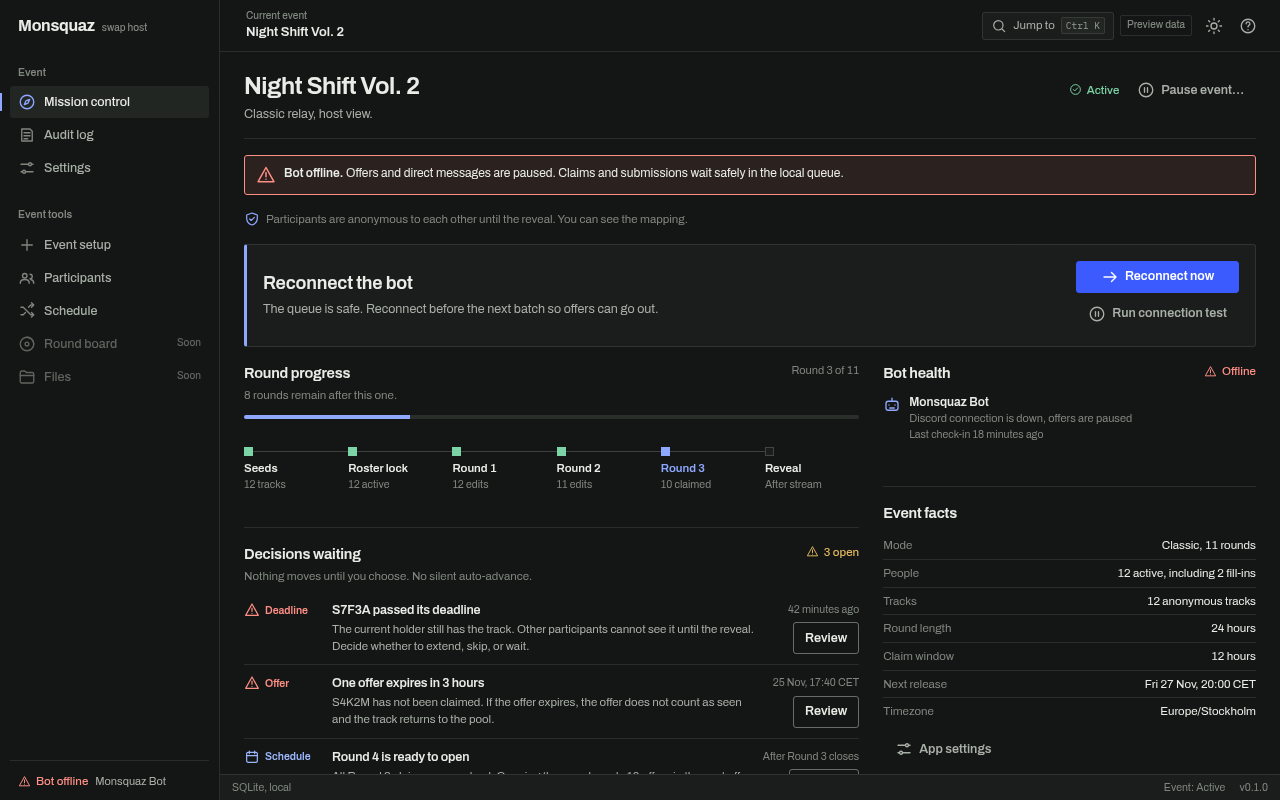 Monsquaz swap host
Event
Mission control
Audit log
Settings
Event tools
Event setup
Participants
Schedule
Round board Soon
Files Soon
Bot offline Monsquaz Bot
Current event
Night Shift Vol. 2
Jump to Ctrl K
Preview data
Night Shift Vol. 2
Classic relay, host view.
Active
Pause event...
Bot offline. Offers and direct messages are paused. Claims and submissions wait safely in the local queue.
Participants are anonymous to each other until the reveal. You can see the mapping.
Reconnect the bot
The queue is safe. Reconnect before the next batch so offers can go out.
Reconnect now
Run connection test
Round progress Round 3 of 11
8 rounds remain after this one.
Seeds Roster lock Round 1 Round 2 Round 3 Reveal
12 tracks 12 active 12 edits 11 edits 10 claimed After stream
Decisions waiting 3 open
Nothing moves until you choose. No silent auto-advance.
Deadline S7F3A passed its deadline 42 minutes ago
The current holder still has the track. Other participants cannot see it until the reveal.
Decide whether to extend, skip, or wait.
Review
Offer One offer expires in 3 hours 25 Nov, 17:40 CET
S4K2M has not been claimed. If the offer expires, the offer does not count as seen
and the track returns to the pool.
Review
Schedule Round 4 is ready to open After Round 3 closes
Bot health Offline
Monsquaz Bot
Discord connection is down, offers are paused
Last check-in 18 minutes ago
Event facts
Mode Classic, 11 rounds
People 12 active, including 2 fill-ins
Tracks 12 anonymous tracks
Round length 24 hours
Claim window 12 hours
Next release Fri 27 Nov, 20:00 CET
Timezone Europe/Stockholm
App settings
SQLite, local
Event: Active v0.1.0